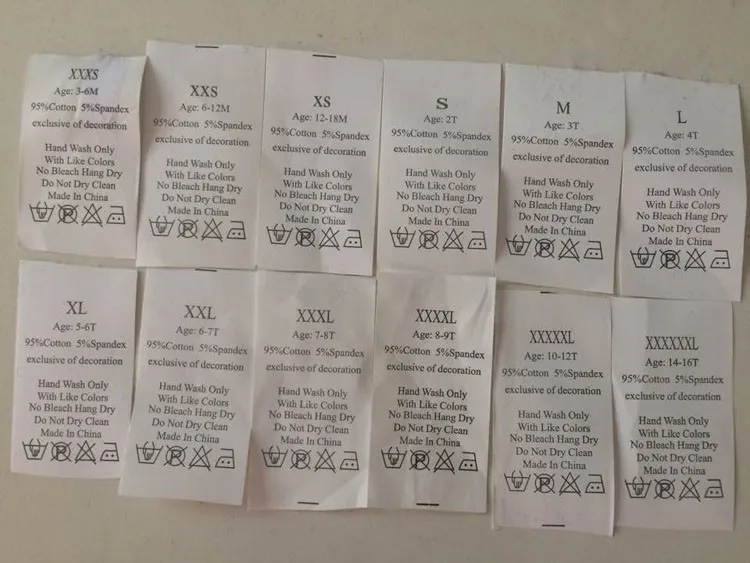 XXXS
Age: 3-6M
95%Cotton 5%Spandex
exclusive of decoration
Hand Wash Only
With Like Colors
No Bleach Hang Dry
Do Not Dry Clean
Made In China
XXS
Age: 6-12M
95%Cotton 5%Spandex
exclusive of decoration
Hand Wash Only
With Like Colors
No Bleach Hang Dry
Do Not Dry Clean
Made In China
XS
Age: 12-18M
95%Cotton 5%Spandex
exclusive of decoration
Hand Wash Only
With Like Colors
No Bleach Hang Dry
Do Not Dry Clean
Made In China
S
Age: 2T
95%Cotton 5%Spandex
exclusive of decoration
Hand Wash Only
With Like Colors
No Bleach Hang Dry
Do Not Dry Clean
Made In China
M
Age: 3T
95%Cotton 5%Spandex
exclusive of decoration
Hand Wash Only
With Like Colors
No Bleach Hang Dry
Do Not Dry Clean
Made In China
L
Age: 4T
95%Cotton 5%Spandex
exclusive of decoration
Hand Wash Only
With Like Colors
No Bleach Hang Dry
Do Not Dry Clean
Made In China
XL
Age: 5-6T
95%Cotton 5%Spandex
exclusive of decoration
Hand Wash Only
With Like Colors
No Bleach Hang Dry
Do Not Dry Clean
Made In China
XXL
Age: 6-7T
95%Cotton 5%Spandex
exclusive of decoration
Hand Wash Only
With Like Colors
No Bleach Hang Dry
Do Not Dry Clean
Made In China
XXXL
Age: 7-8T
95%Cotton 5%Spandex
exclusive of decoration
Hand Wash Only
With Like Colors
No Bleach Hang Dry
Do Not Dry Clean
Made In China
XXXXL
Age: 8-9T
95%Cotton 5%Spandex
exclusive of decoration
Hand Wash Only
With Like Colors
No Bleach Hang Dry
Do Not Dry Clean
Made In China
XXXXXL
Age: 10-12T
95%Cotton 5%Spandex
exclusive of decoration
Hand Wash Only
With Like Colors
No Bleach Hang Dry
Do Not Dry Clean
Made In China
XXXXXXL
Age: 14-16T
95%Cotton 5%Spandex
exclusive of decoration
Hand Wash Only
With Like Colors
No Bleach Hang Dry
Do Not Dry Clean
Made In China